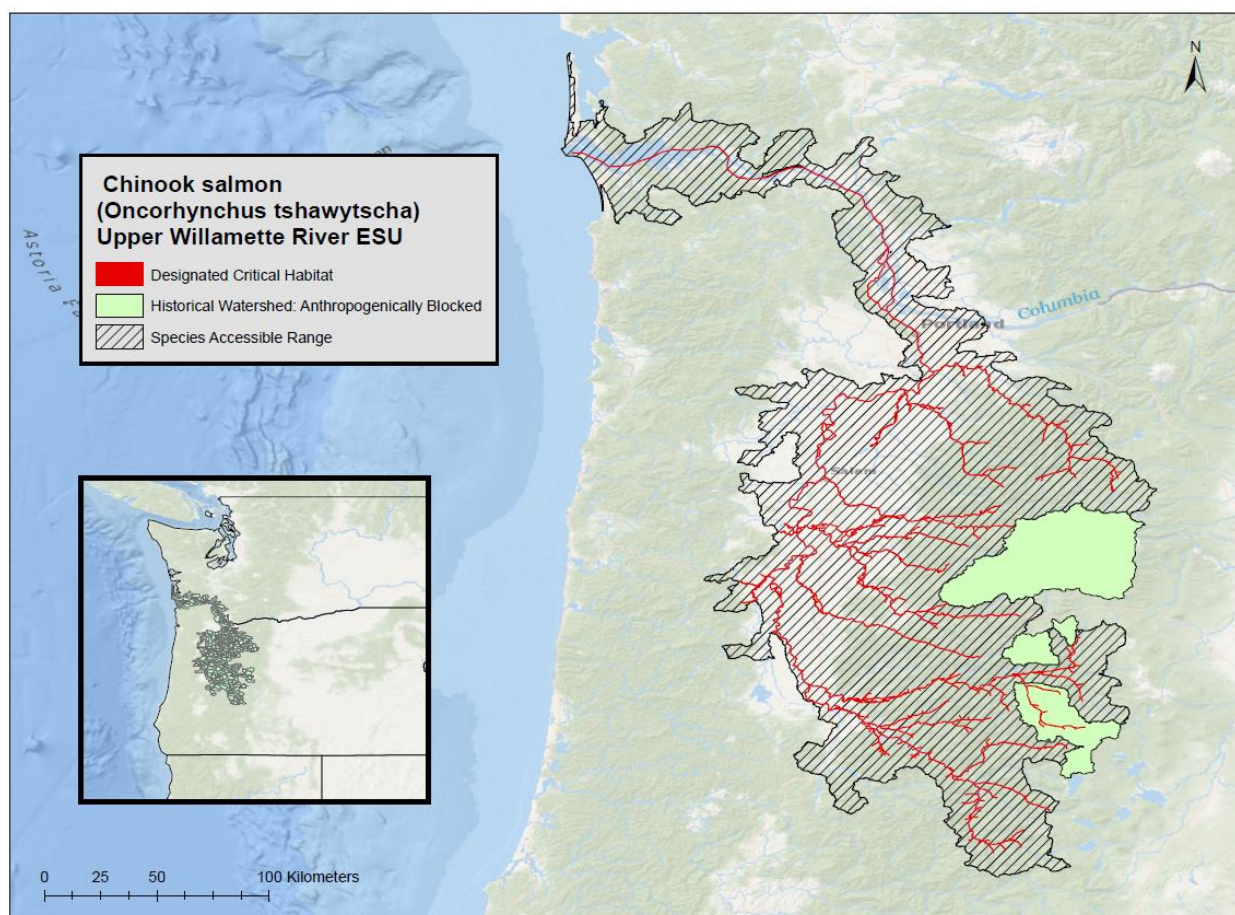 N
Chinook salmon
(Oncorhynchus tshawytscha)
Upper Willamette River ESU
Designated Critical Habitat
Historical Watershed: Anthropogenically Blocked
Species Accessible Range
Astoria
Columbia
Portland
Salem
0 25 50 100 Kilometers